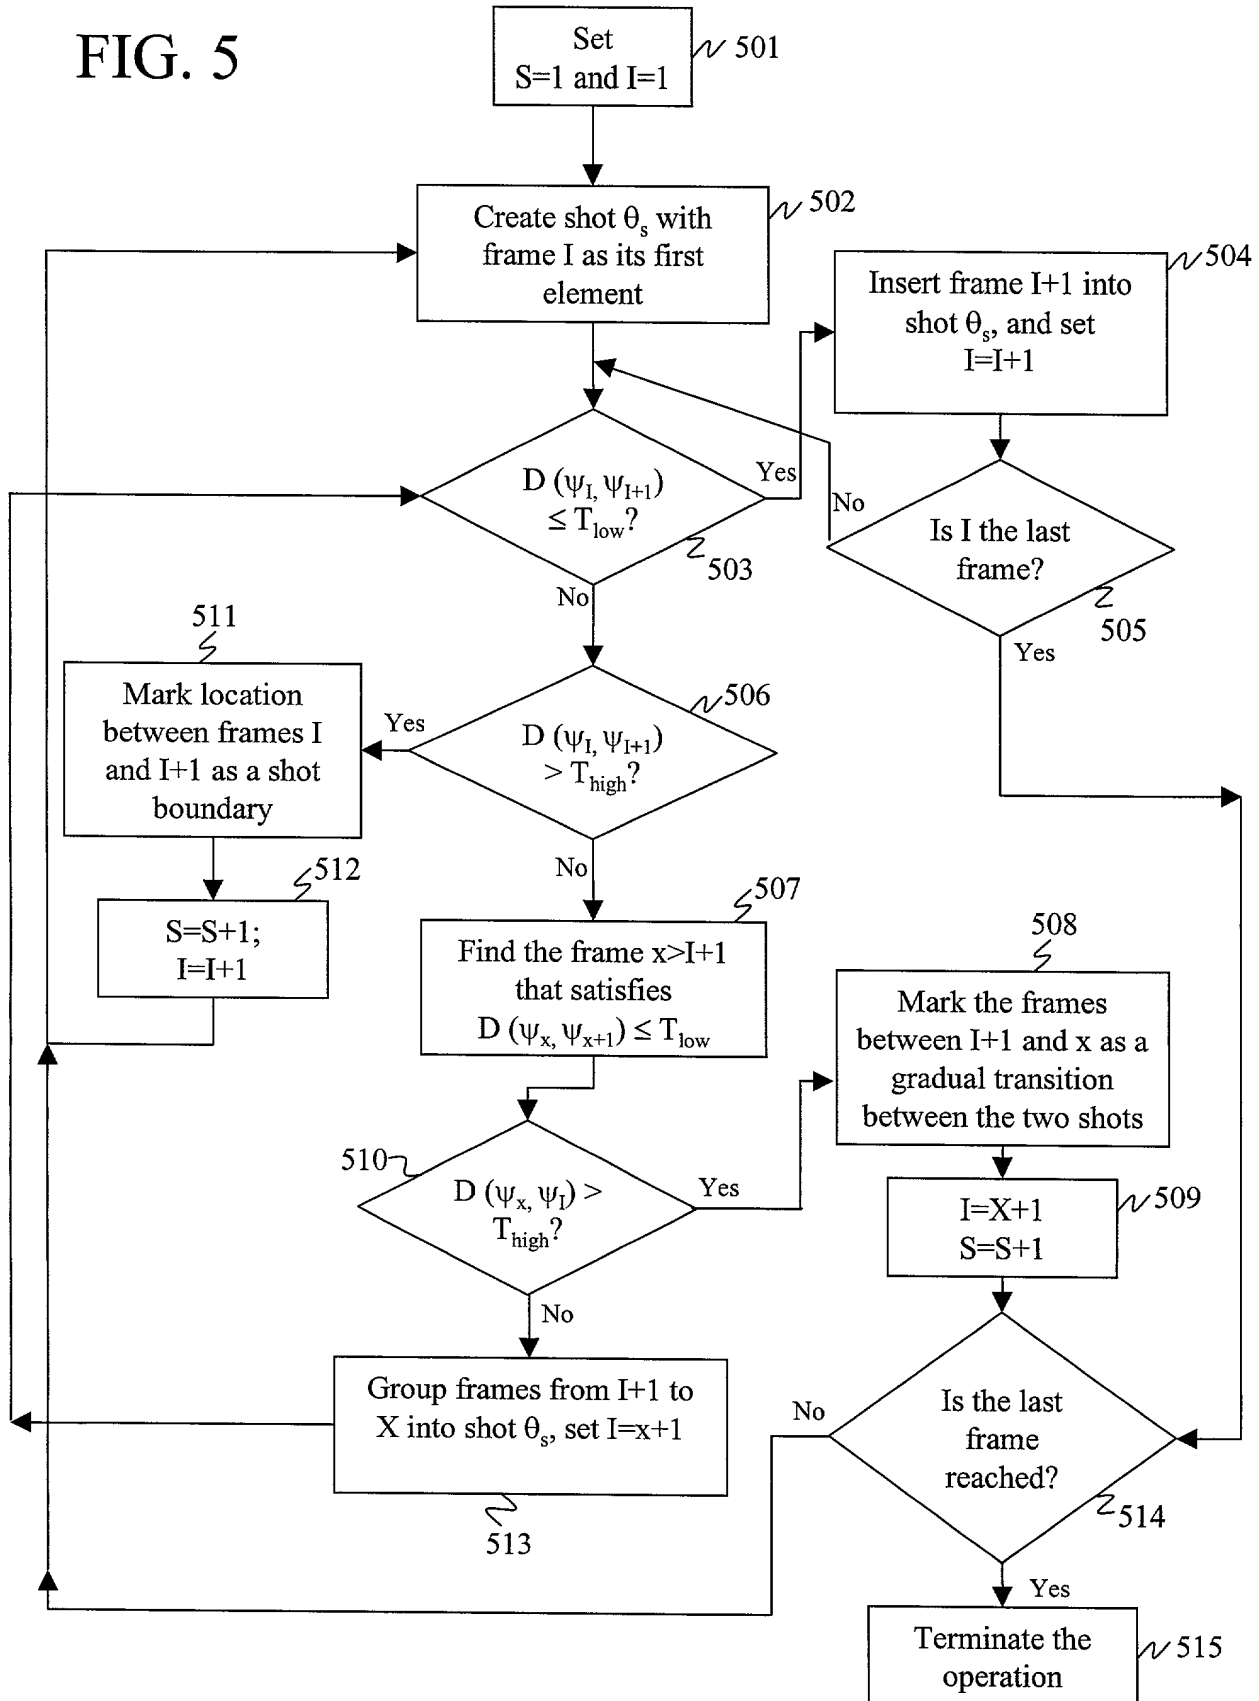 FIG. 5
Set
S=1 and I=1
501
Create shot θs with
frame I as its first
element
502
Insert frame I+1 into
shot θs, and set
I=I+1
504
D (ψI, ψI+1)
≤ Tlow?
Yes
503
No
Is I the last
frame?
No
505
Yes
511
Mark location
between frames I
and I+1 as a shot
boundary
Yes
D (ψI, ψI+1)
> Thigh?
506
No
512
S=S+1;
I=I+1
507
Find the frame x>I+1
that satisfies
D (ψx, ψx+1) ≤ Tlow
508
Mark the frames
between I+1 and x as a
gradual transition
between the two shots
510
D (ψx, ψI) >
Thigh?
Yes
No
I=X+1
S=S+1
509
Group frames from I+1 to
X into shot θs, set I=x+1
513
No
Is the last
frame
reached?
514
Yes
Terminate the
operation
515